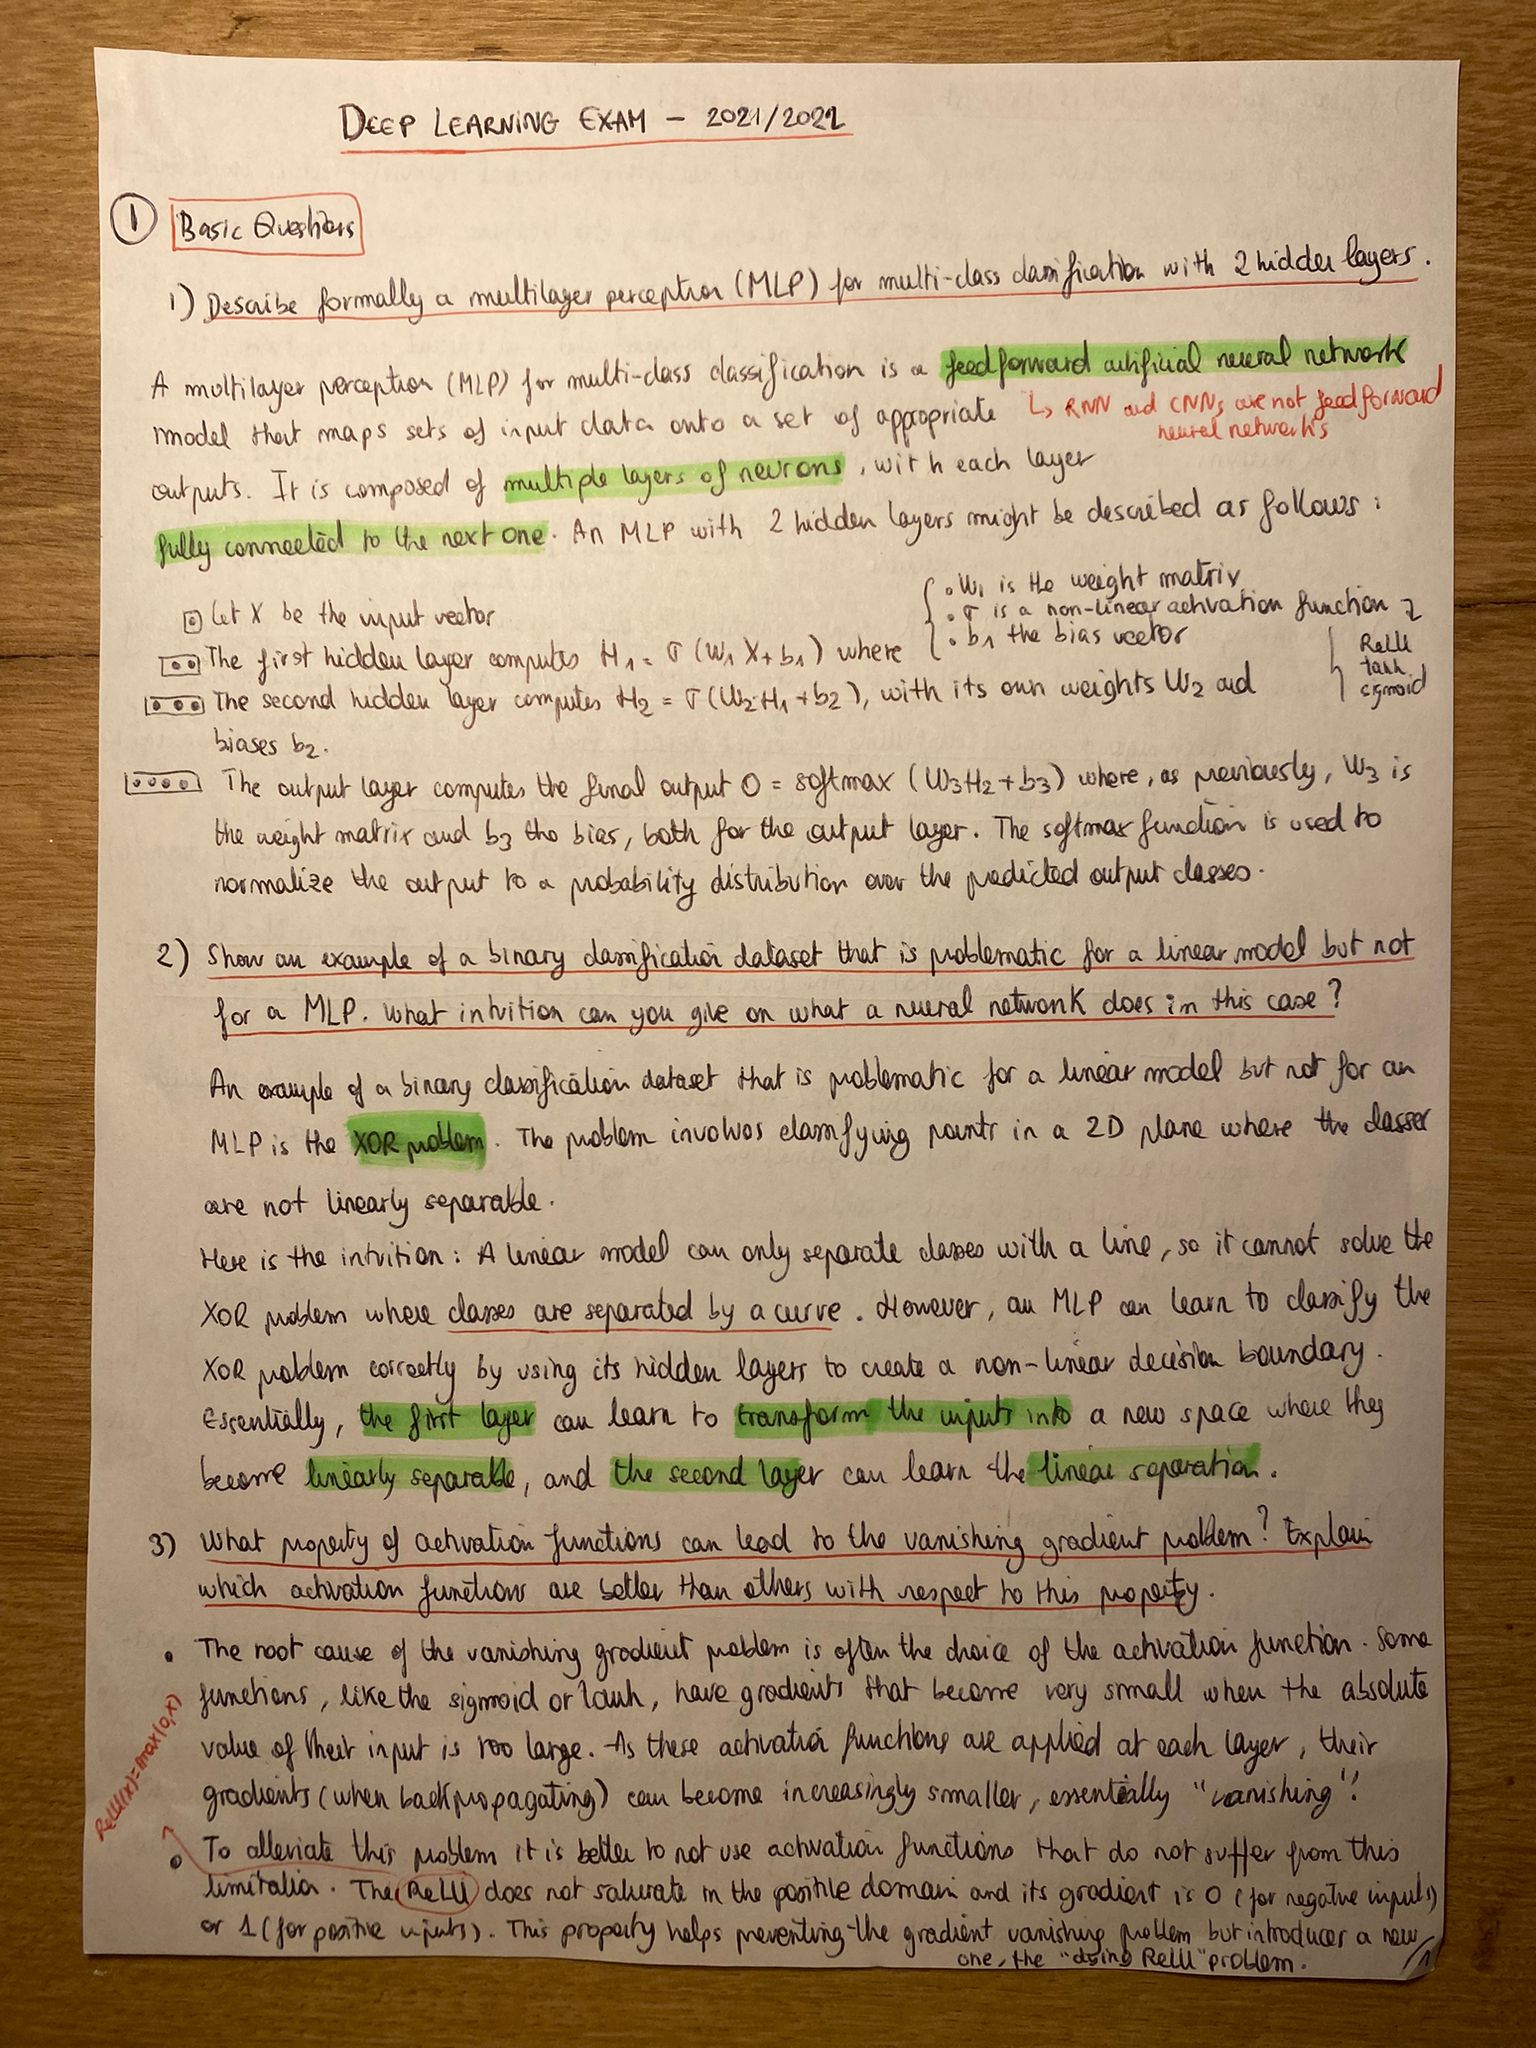 DEEP LEARNING EXAM - 2021/2022
1 Basic Questions
1) Describe formally a multilayer perception (MLP) for multi-class classification with 2 hidden layers.
A multilayer perception (MLP) for multi-class classification is a feedforward artificial neural network
model that maps sets of input data onto a set of appropriate
↳ RNN and CNNs are not feedforward
neural networks
outputs. It is composed of multiple layers of neurons, with each layer
fully connected to the next one. An MLP with 2 hidden layers might be described as follows:
Let X be the input vector
The first hidden layer computes H1 = σ(W1 X + b1) where
• W1 is the weight matrix
• σ is a non-linear activation function
• b1 the bias vector
ReLU
tanh
sigmoid
The second hidden layer computes H2 = σ(W2·H1 + b2), with its own weights W2 and
biases b2.
The output layer computes the final output O = softmax (W3H2 + b3) where, as previously, W3 is
the weight matrix and b3 the bias, both for the output layer. The softmax function is used to
normalize the output to a probability distribution over the predicted output classes.
2) Show an example of a binary classification dataset that is problematic for a linear model but not
for a MLP. What intuition can you give on what a neural network does in this case?
An example of a binary classification dataset that is problematic for a linear model but not for an
MLP is the XOR problem. The problem involves classifying points in a 2D plane where the classes
are not linearly separable.
Here is the intuition: A linear model can only separate classes with a line, so it cannot solve the
XOR problem where classes are separated by a curve. However, an MLP can learn to classify the
XOR problem correctly by using its hidden layers to create a non-linear decision boundary.
Essentially, the first layer can learn to transform the inputs into a new space where they
become linearly separable, and the second layer can learn the linear separation.
3) What property of activation functions can lead to the vanishing gradient problem? Explain
which activation functions are better than others with respect to this property.
• The root cause of the vanishing gradient problem is often the choice of the activation function. Some
functions, like the sigmoid or tanh, have gradients that become very small when the absolute
value of their input is too large. As these activation functions are applied at each layer, their
gradients (when backpropagating) can become increasingly smaller, essentially "vanishing".
ReLU(x)=max(0,x)
• To alleviate this problem it is better to not use activation functions that do not suffer from this
limitation. The ReLU does not saturate in the positive domain and its gradient is 0 (for negative inputs)
or 1 (for positive inputs). This property helps preventing the gradient vanishing problem but introduces a new
one, the "dying ReLU" problem.
/1